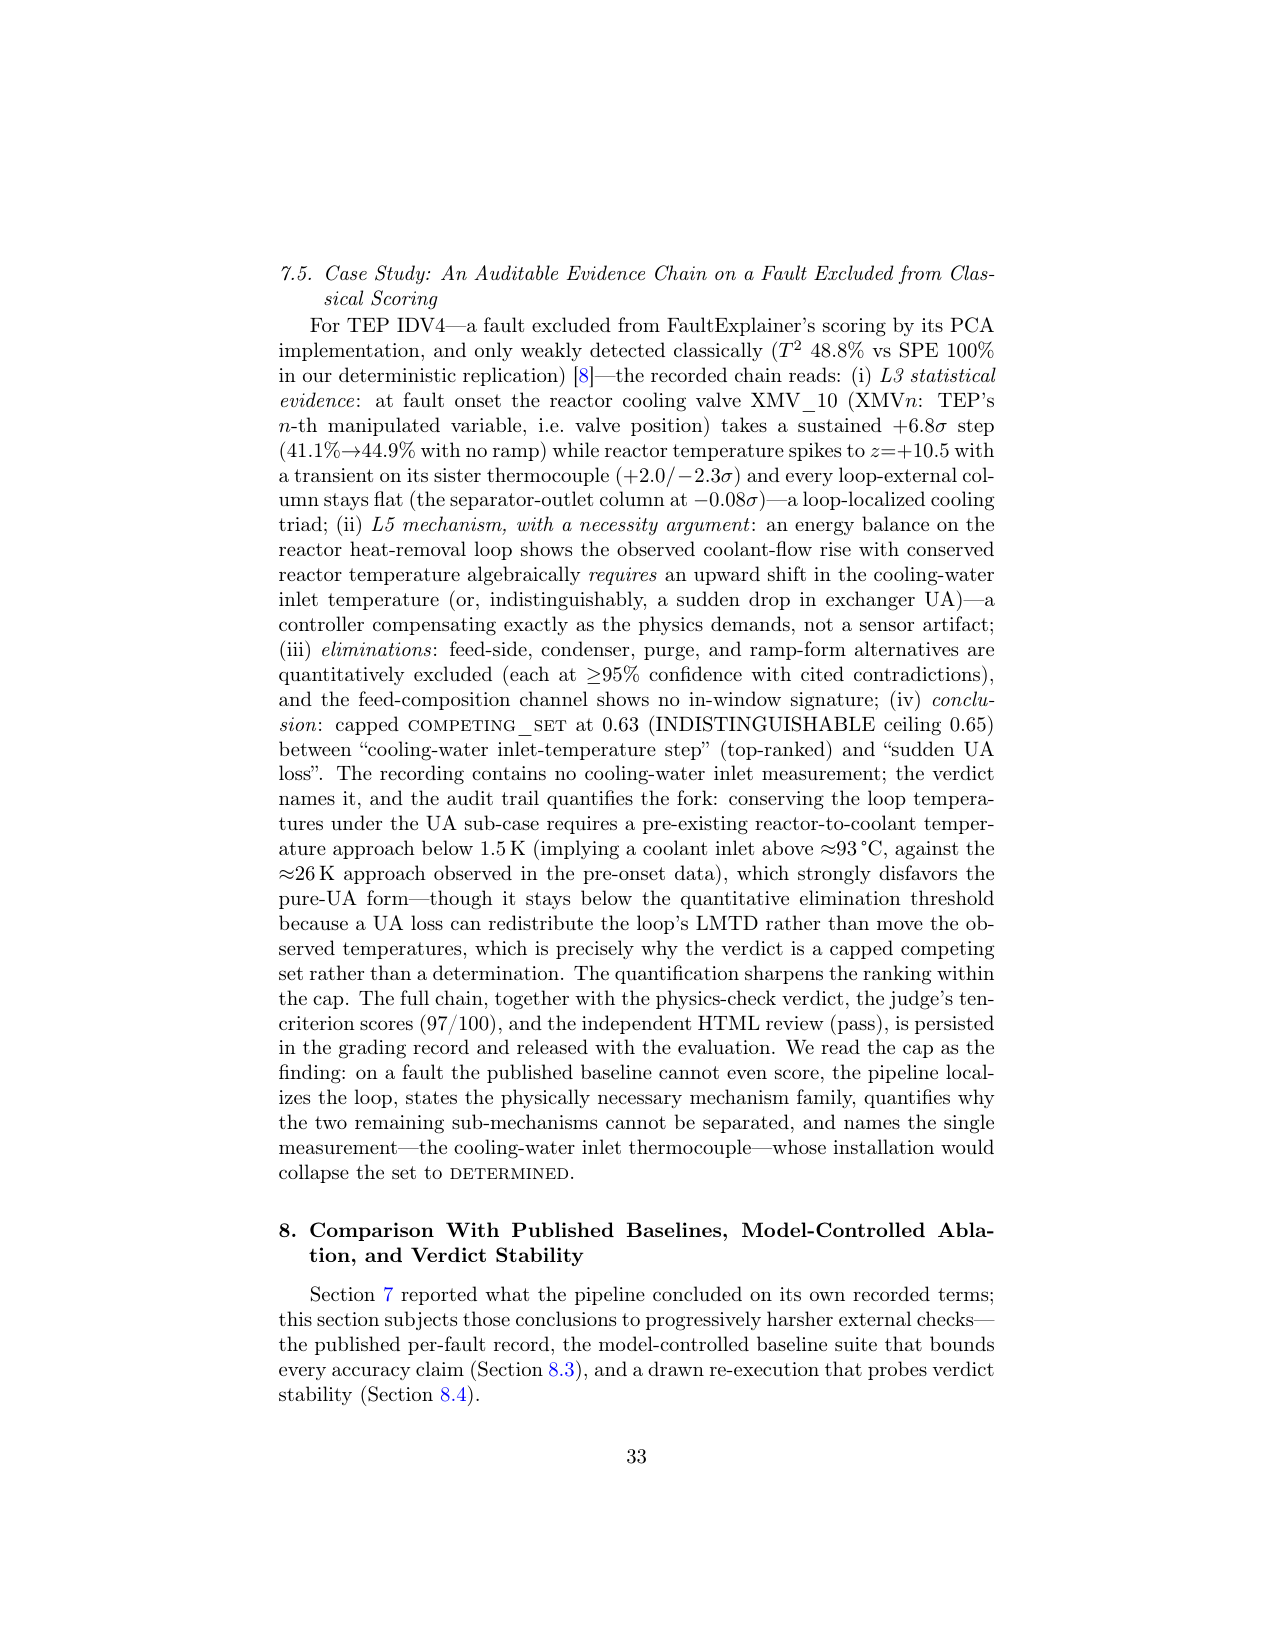 7.5. Case Study: An Auditable Evidence Chain on a Fault Excluded from Clas-
sical Scoring
For TEP IDV4—a fault excluded from FaultExplainer's scoring by its PCA
implementation, and only weakly detected classically (T² 48.8% vs SPE 100%
in our deterministic replication) [8]—the recorded chain reads: (i) L3 statistical
evidence: at fault onset the reactor cooling valve XMV_10 (XMVn: TEP's
n-th manipulated variable, i.e. valve position) takes a sustained +6.8σ step
(41.1%→44.9% with no ramp) while reactor temperature spikes to z=+10.5 with
a transient on its sister thermocouple (+2.0/−2.3σ) and every loop-external col-
umn stays flat (the separator-outlet column at −0.08σ)—a loop-localized cooling
triad; (ii) L5 mechanism, with a necessity argument: an energy balance on the
reactor heat-removal loop shows the observed coolant-flow rise with conserved
reactor temperature algebraically requires an upward shift in the cooling-water
inlet temperature (or, indistinguishably, a sudden drop in exchanger UA)—a
controller compensating exactly as the physics demands, not a sensor artifact;
(iii) eliminations: feed-side, condenser, purge, and ramp-form alternatives are
quantitatively excluded (each at ≥95% confidence with cited contradictions),
and the feed-composition channel shows no in-window signature; (iv) conclu-
sion: capped COMPETING_SET at 0.63 (INDISTINGUISHABLE ceiling 0.65)
between “cooling-water inlet-temperature step” (top-ranked) and “sudden UA
loss”. The recording contains no cooling-water inlet measurement; the verdict
names it, and the audit trail quantifies the fork: conserving the loop tempera-
tures under the UA sub-case requires a pre-existing reactor-to-coolant temper-
ature approach below 1.5 K (implying a coolant inlet above ≈93 °C, against the
≈26 K approach observed in the pre-onset data), which strongly disfavors the
pure-UA form—though it stays below the quantitative elimination threshold
because a UA loss can redistribute the loop's LMTD rather than move the ob-
served temperatures, which is precisely why the verdict is a capped competing
set rather than a determination. The quantification sharpens the ranking within
the cap. The full chain, together with the physics-check verdict, the judge's ten-
criterion scores (97/100), and the independent HTML review (pass), is persisted
in the grading record and released with the evaluation. We read the cap as the
finding: on a fault the published baseline cannot even score, the pipeline local-
izes the loop, states the physically necessary mechanism family, quantifies why
the two remaining sub-mechanisms cannot be separated, and names the single
measurement—the cooling-water inlet thermocouple—whose installation would
collapse the set to DETERMINED.
8. Comparison With Published Baselines, Model-Controlled Abla-
tion, and Verdict Stability
Section 7 reported what the pipeline concluded on its own recorded terms;
this section subjects those conclusions to progressively harsher external checks—
the published per-fault record, the model-controlled baseline suite that bounds
every accuracy claim (Section 8.3), and a drawn re-execution that probes verdict
stability (Section 8.4).
33